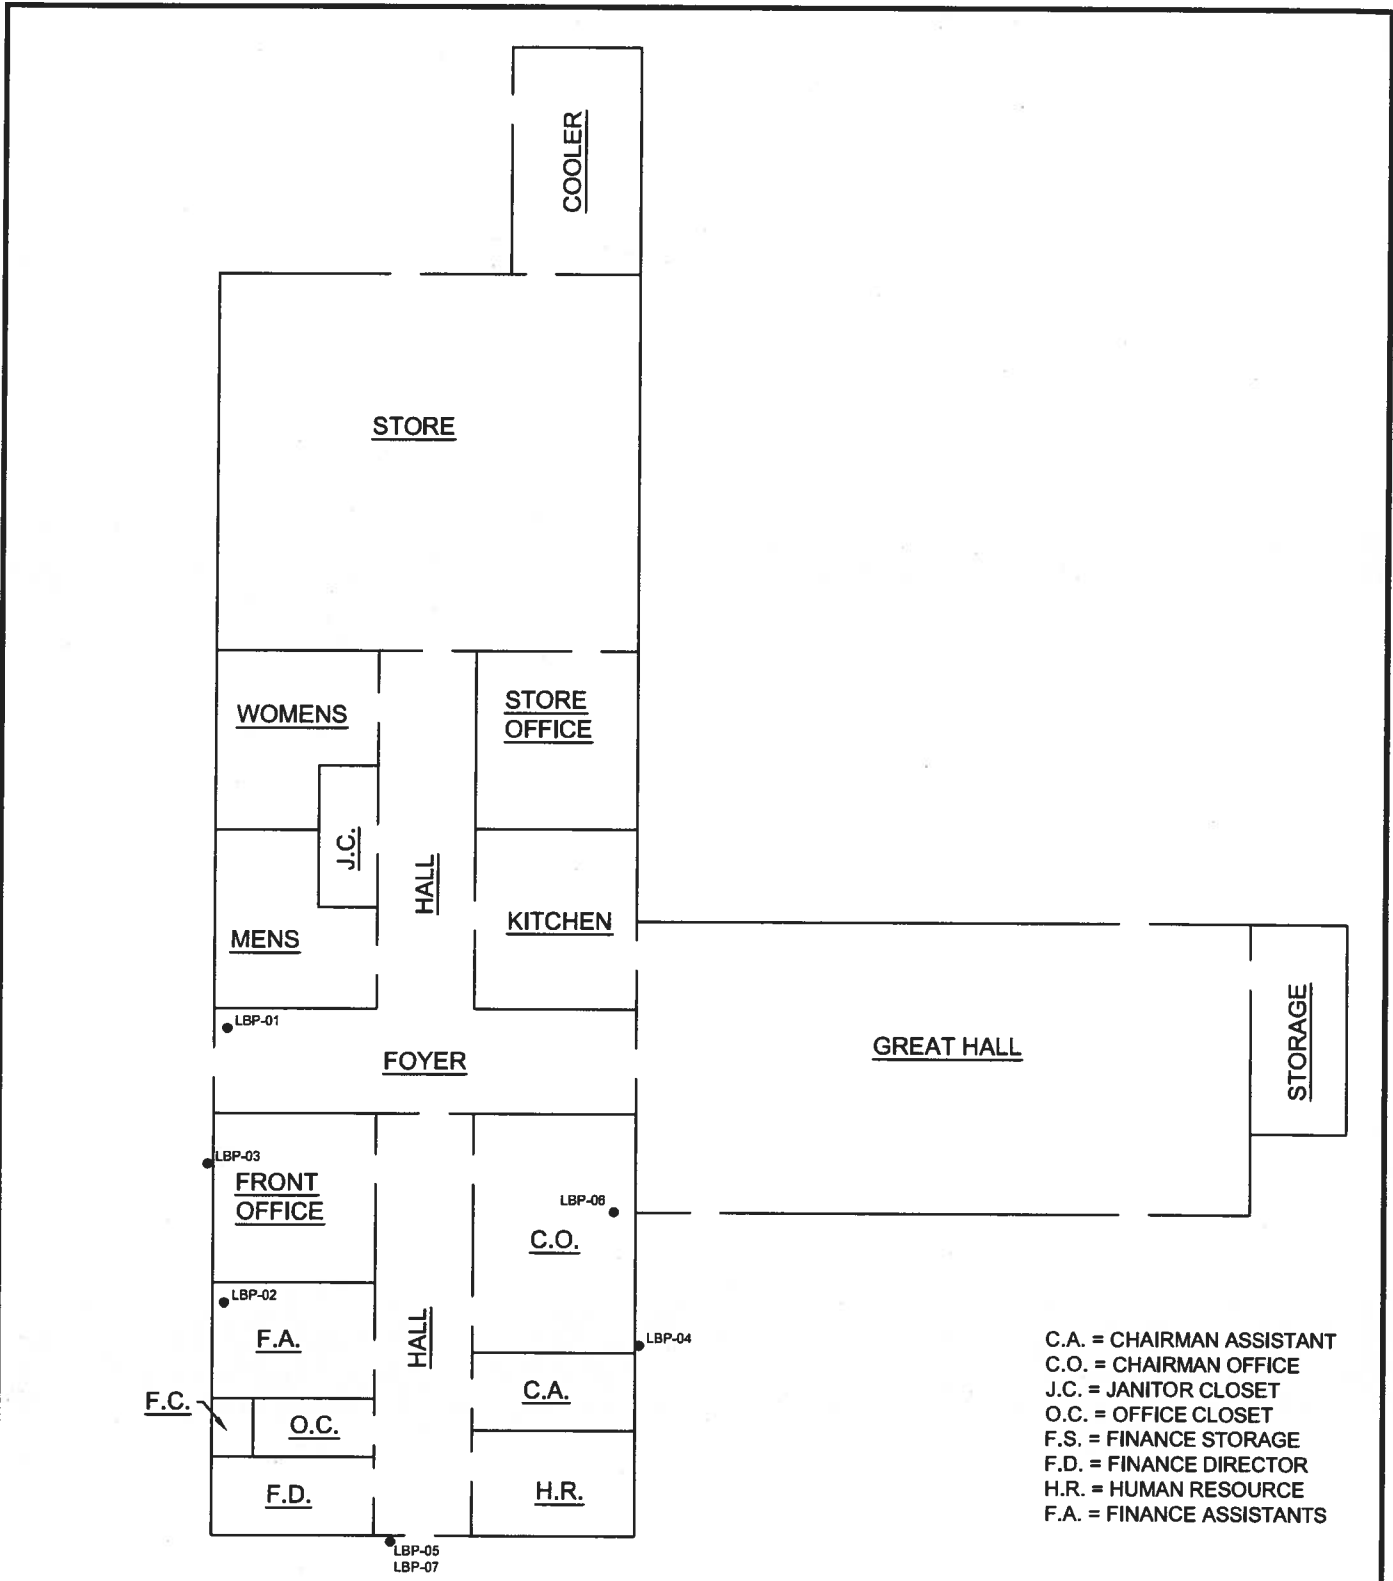 COOLER
STORE
WOMENS
STORE
OFFICE
J.C.
HALL
MENS
KITCHEN
LBP-01
FOYER
GREAT HALL
STORAGE
LBP-03
FRONT
OFFICE
LBP-06
C.O.
LBP-02
F.A.
HALL
LBP-04
C.A.
F.C.
O.C.
F.D.
H.R.
LBP-05
LBP-07
C.A. = CHAIRMAN ASSISTANT
C.O. = CHAIRMAN OFFICE
J.C. = JANITOR CLOSET
O.C. = OFFICE CLOSET
F.S. = FINANCE STORAGE
F.D. = FINANCE DIRECTOR
H.R. = HUMAN RESOURCE
F.A. = FINANCE ASSISTANTS